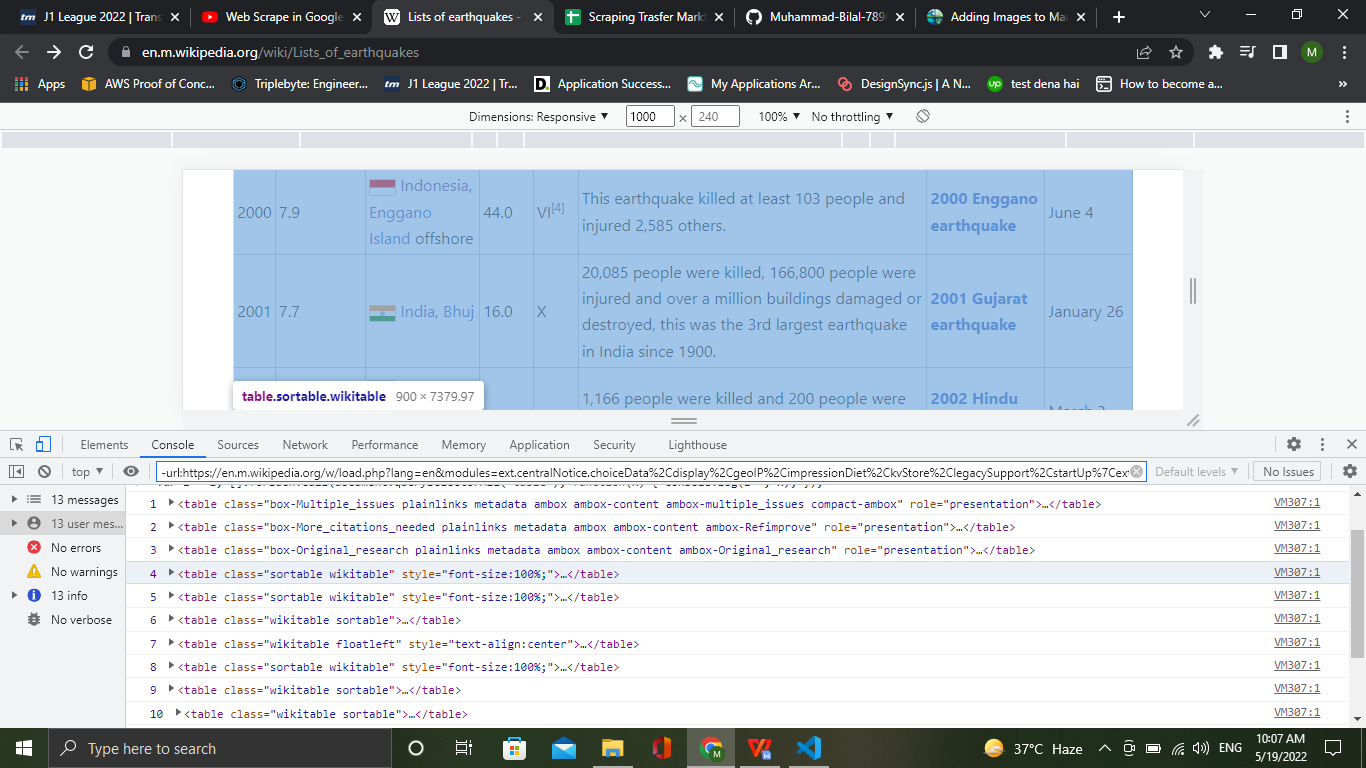 J1 League 2022 | Trans
Web Scrape in Google
Lists of earthquakes -
Scraping Trasfer Mark
Muhammad-Bilal-789
Adding Images to Ma
en.m.wikipedia.org/wiki/Lists_of_earthquakes
M
Apps
AWS Proof of Conc...
Triplebyte: Engineer...
J1 League 2022 | Tr...
Application Success...
My Applications Ar...
DesignSync.js | A N...
test dena hai
How to become a...
»
Dimensions: Responsive
1000 × 240
100%
No throttling
2000 7.9 Indonesia, Enggano Island offshore 44.0 VI[4] This earthquake killed at least 103 people and injured 2,585 others. 2000 Enggano earthquake June 4
2001 7.7 India, Bhuj 16.0 X 20,085 people were killed, 166,800 people were injured and over a million buildings damaged or destroyed, this was the 3rd largest earthquake in India since 1900. 2001 Gujarat earthquake January 26
1,166 people were killed and 200 people were 2002 Hindu
table.sortable.wikitable 900 × 7379.97
Elements Console Sources Network Performance Memory Application Security Lighthouse
top
-url:https://en.m.wikipedia.org/w/load.php?lang=en&modules=ext.centralNotice.choiceData%2Cdisplay%2CgeoIP%2CimpressionDiet%2CkvStore%2ClegacySupport%2CstartUp%7Cext
Default levels
No Issues
13 messages
13 user mes...
No errors
No warnings
13 info
No verbose
1 <table class="box-Multiple_issues plainlinks metadata ambox ambox-content ambox-multiple_issues compact-ambox" role="presentation">…</table> VM307:1
2 <table class="box-More_citations_needed plainlinks metadata ambox ambox-content ambox-Refimprove" role="presentation">…</table> VM307:1
3 <table class="box-Original_research plainlinks metadata ambox ambox-content ambox-Original_research" role="presentation">…</table> VM307:1
4 <table class="sortable wikitable" style="font-size:100%;">…</table> VM307:1
5 <table class="sortable wikitable" style="font-size:100%;">…</table> VM307:1
6 <table class="wikitable sortable">…</table> VM307:1
7 <table class="wikitable floatleft" style="text-align:center">…</table> VM307:1
8 <table class="sortable wikitable" style="font-size:100%;">…</table> VM307:1
9 <table class="wikitable sortable">…</table> VM307:1
10 <table class="wikitable sortable">…</table> VM307:1
Type here to search
37°C Haze
ENG
10:07 AM
5/19/2022